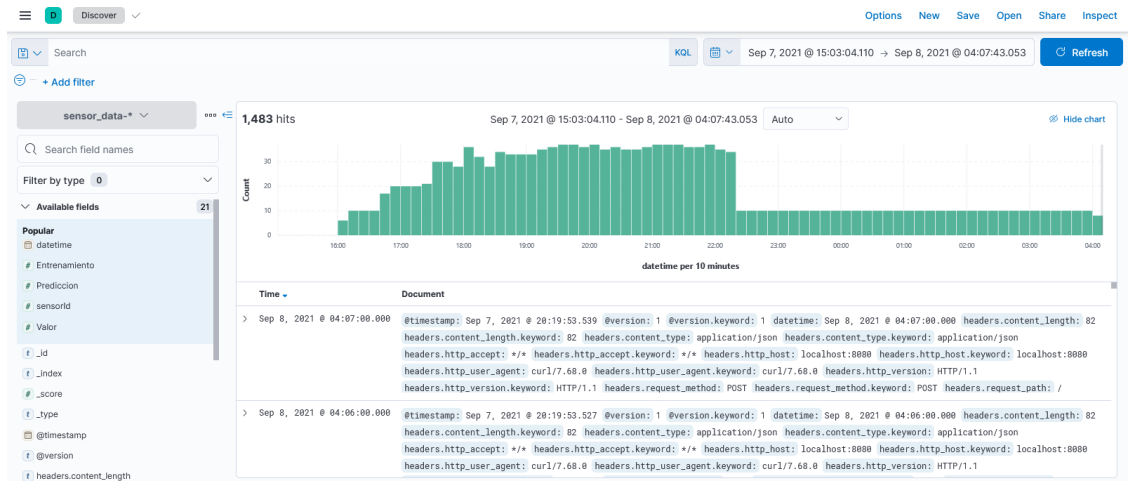 D Discover Options New Save Open Share Inspect
Search KQL Sep 7, 2021 @ 15:03:04.110 → Sep 8, 2021 @ 04:07:43.053 Refresh
+ Add filter
sensor_data-*
Search field names
Filter by type 0
Available fields 21
Popular
datetime
# Entrenamiento
# Prediccion
# sensorId
# Valor
t _id
t _index
# _score
t _type
@timestamp
t @version
t headers.content_length
1,483 hits Sep 7, 2021 @ 15:03:04.110 - Sep 8, 2021 @ 04:07:43.053 Auto Hide chart
Count
30
20
10
0
16:00 17:00 18:00 19:00 20:00 21:00 22:00 23:00 00:00 01:00 02:00 03:00 04:00
datetime per 10 minutes
Time Document
Sep 8, 2021 @ 04:07:00.000 @timestamp: Sep 7, 2021 @ 20:19:53.539 @version: 1 @version.keyword: 1 datetime: Sep 8, 2021 @ 04:07:00.000 headers.content_length: 82
headers.content_length.keyword: 82 headers.content_type: application/json headers.content_type.keyword: application/json
headers.http_accept: */* headers.http_accept.keyword: */* headers.http_host: localhost:8080 headers.http_host.keyword: localhost:8080
headers.http_user_agent: curl/7.68.0 headers.http_user_agent.keyword: curl/7.68.0 headers.http_version: HTTP/1.1
headers.http_version.keyword: HTTP/1.1 headers.request_method: POST headers.request_method.keyword: POST headers.request_path: /
Sep 8, 2021 @ 04:06:00.000 @timestamp: Sep 7, 2021 @ 20:19:53.527 @version: 1 @version.keyword: 1 datetime: Sep 8, 2021 @ 04:06:00.000 headers.content_length: 82
headers.content_length.keyword: 82 headers.content_type: application/json headers.content_type.keyword: application/json
headers.http_accept: */* headers.http_accept.keyword: */* headers.http_host: localhost:8080 headers.http_host.keyword: localhost:8080
headers.http_user_agent: curl/7.68.0 headers.http_user_agent.keyword: curl/7.68.0 headers.http_version: HTTP/1.1